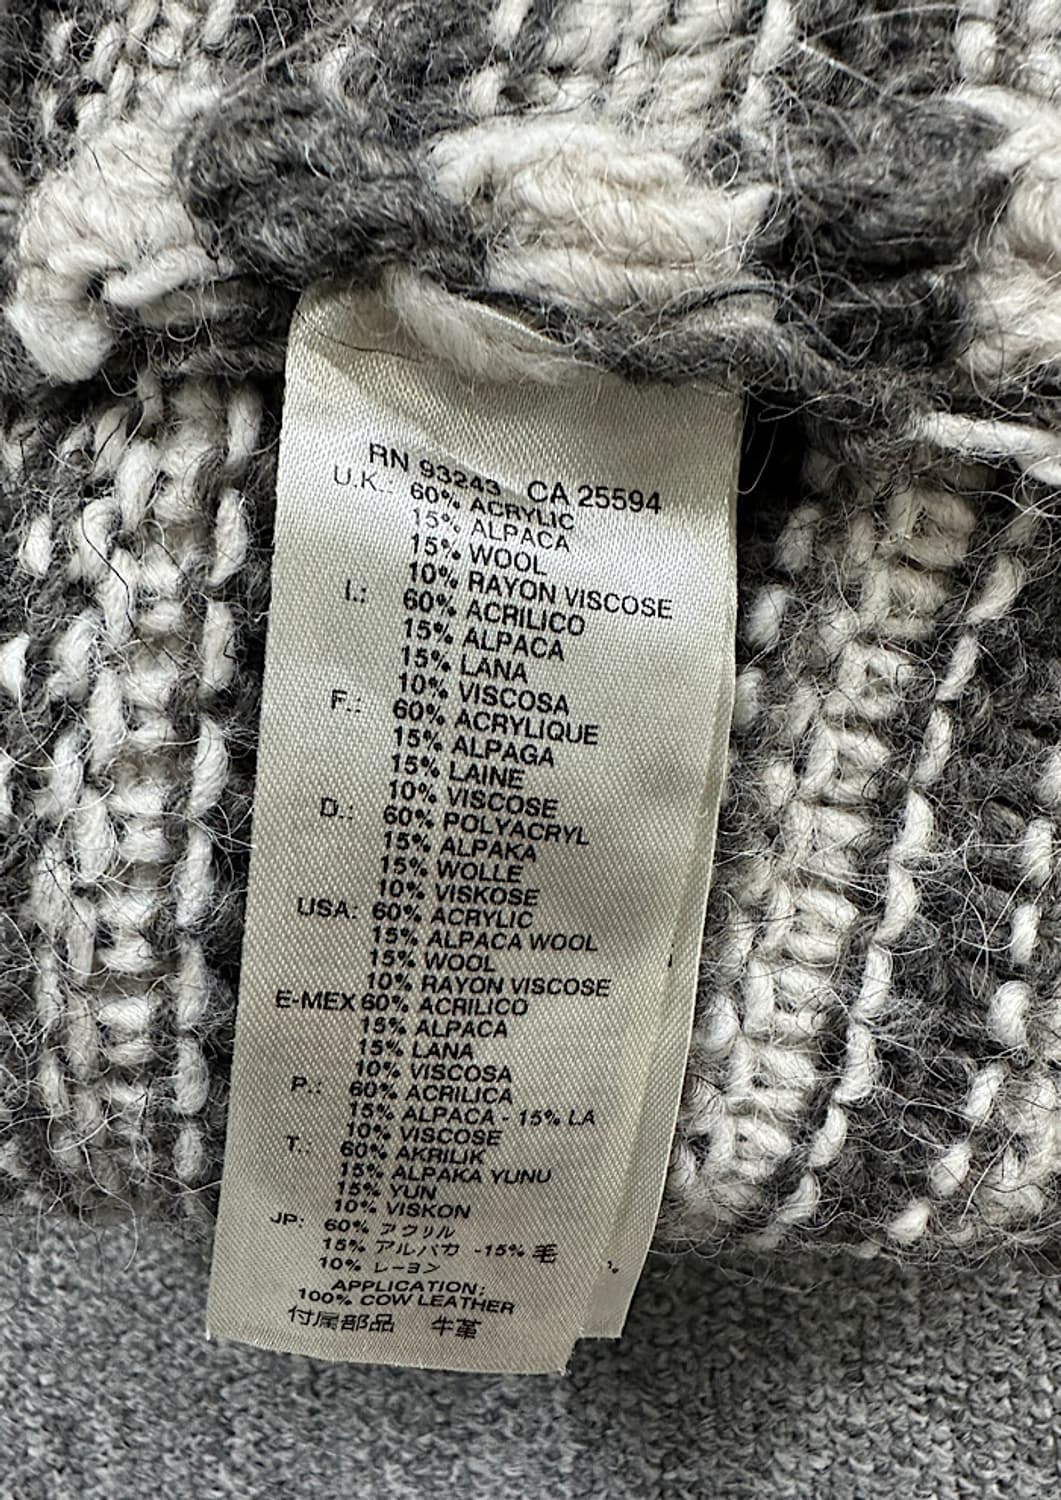 RN 93243 CA 25594
U.K.: 60% ACRYLIC
15% ALPACA
15% WOOL
10% RAYON VISCOSE
I.: 60% ACRILICO
15% ALPACA
15% LANA
10% VISCOSA
F.: 60% ACRYLIQUE
15% ALPAGA
15% LAINE
10% VISCOSE
D.: 60% POLYACRYL
15% ALPAKA
15% WOLLE
10% VISKOSE
USA: 60% ACRYLIC
15% ALPACA WOOL
15% WOOL
10% RAYON VISCOSE
E-MEX 60% ACRILICO
15% ALPACA
15% LANA
10% VISCOSA
P.: 60% ACRILICA
15% ALPACA - 15% LA
10% VISCOSE
T.: 60% AKRILIK
15% ALPAKA YUNU
15% YUN
10% VISKON
JP: 60% アクリル
15% アルパカ -15% 毛
10% レーヨン
APPLICATION;
100% COW LEATHER
付属部品 牛革